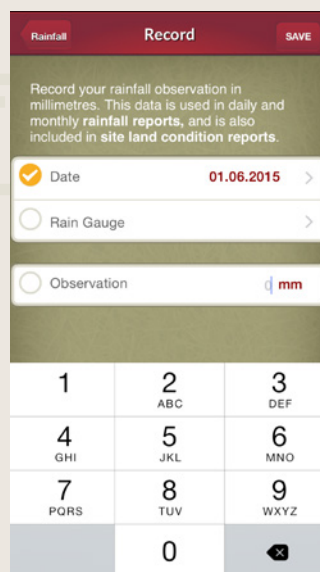 Rainfall Record SAVE
Record your rainfall observation in
millimetres. This data is used in daily and
monthly rainfall reports, and is also
included in site land condition reports.
Date 01.06.2015
Rain Gauge
Observation 0 mm
1 2 3
ABC DEF
4 5 6
GHI JKL MNO
7 8 9
PQRS TUV WXYZ
0